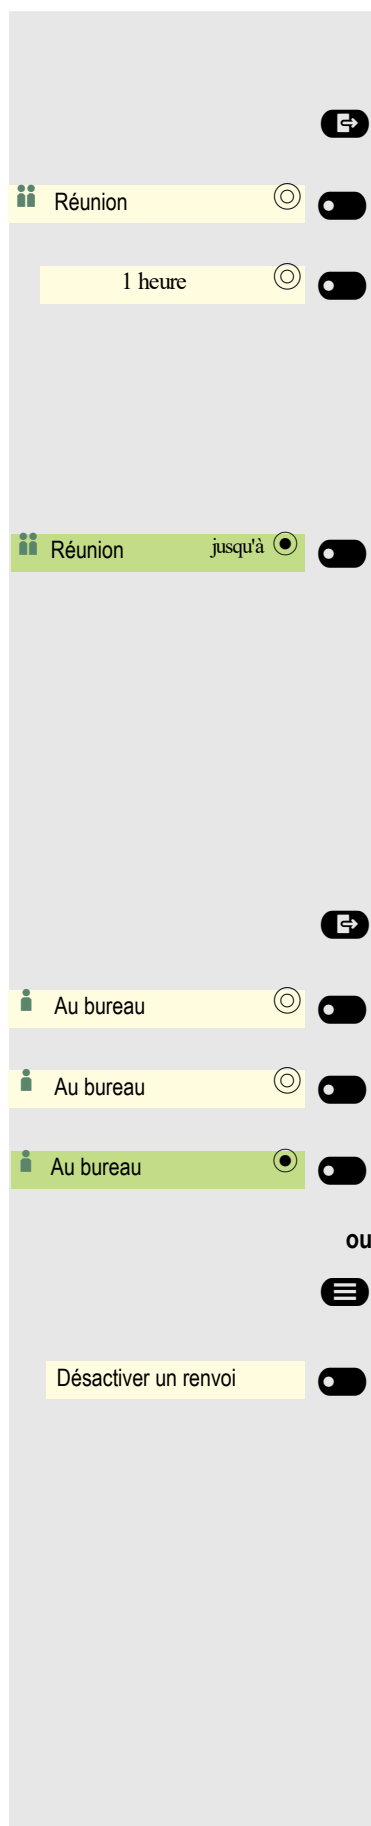 Réunion
1 heure
Réunion jusqu'à
Au bureau
Au bureau
Au bureau
ou
Désactiver un renvoi